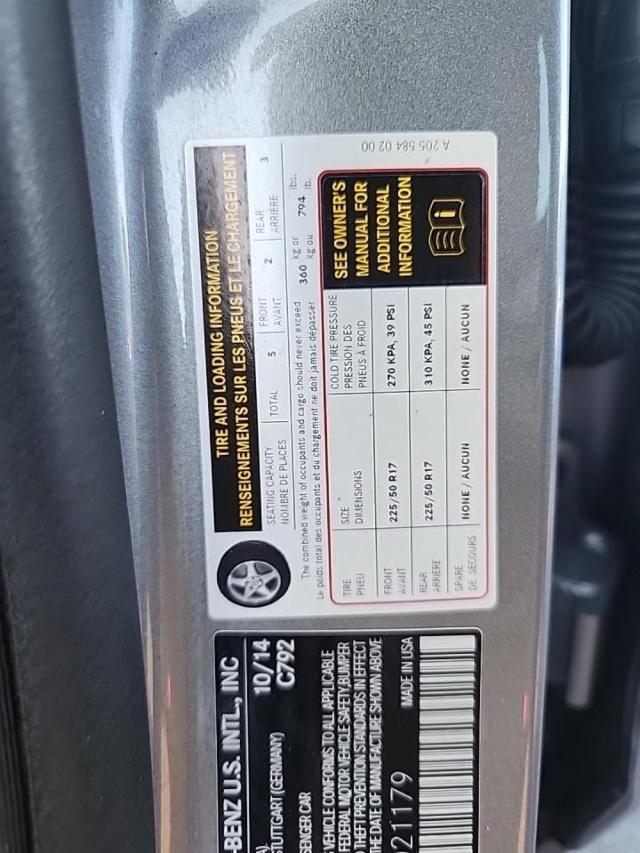 TIRE AND LOADING INFORMATION
RENSEIGNEMENTS SUR LES PNEUS ET LE CHARGEMENT
SEATING CAPACITY
NOMBRE DE PLACES
TOTAL 5
FRONT
AVANT
2
REAR
ARRIERE
3
The combined weight of occupants and cargo should never exceed
Le poids total des occupants et du chargement ne doit jamais dépasser
360
kg or
kg ou
794
lbs.
lb.
TIRE
PNEU
SIZE
DIMENSIONS
COLD TIRE PRESSURE
PRESSION DES
PNEUS À FROID
FRONT
AVANT
225/50 R17
270 KPA, 39 PSI
REAR
ARRIÈRE
225/50 R17
310 KPA, 45 PSI
SPARE
DE SECOURS
NONE / AUCUN
NONE / AUCUN
SEE OWNER'S
MANUAL FOR
ADDITIONAL
INFORMATION
A 205 584 02 00
-BENZ U.S. INTL., INC
STUTTGART (GERMANY) 10/14
C792
SENGER CAR
VEHICLE CONFORMS TO ALL APPLICABLE
FEDERAL MOTOR VEHICLE SAFETY, BUMPER
THEFT PREVENTION STANDARDS IN EFFECT
THE DATE OF MANUFACTURE SHOWN ABOVE
MADE IN USA
21179